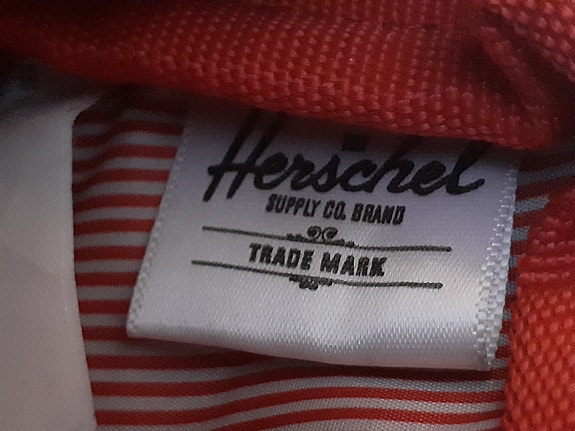 Herschel
SUPPLY CO. BRAND
TRADE MARK